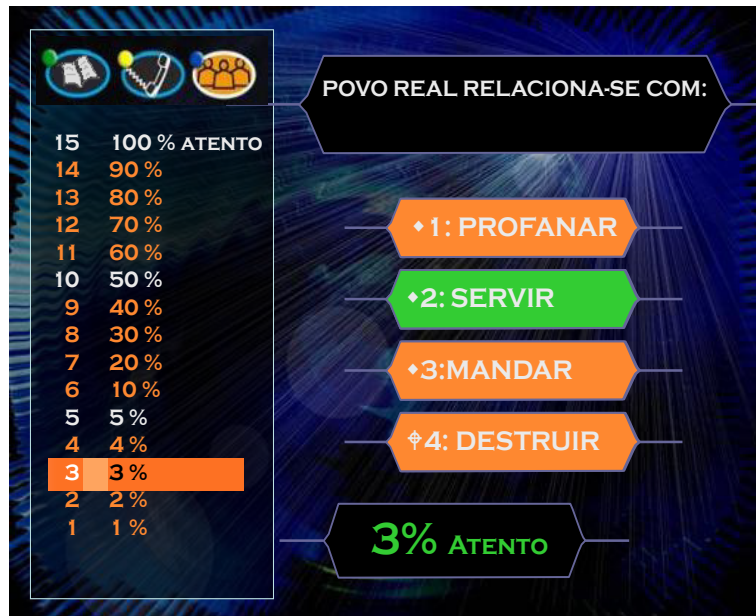 POVO REAL RELACIONA-SE COM:
15 100 % ATENTO
14 90 %
13 80 %
12 70 %
11 60 %
10 50 %
9 40 %
8 30 %
7 20 %
6 10 %
5 5 %
4 4 %
3 3 %
2 2 %
1 1 %
1: PROFANAR
2: SERVIR
3:MANDAR
4: DESTRUIR
3% ATENTO